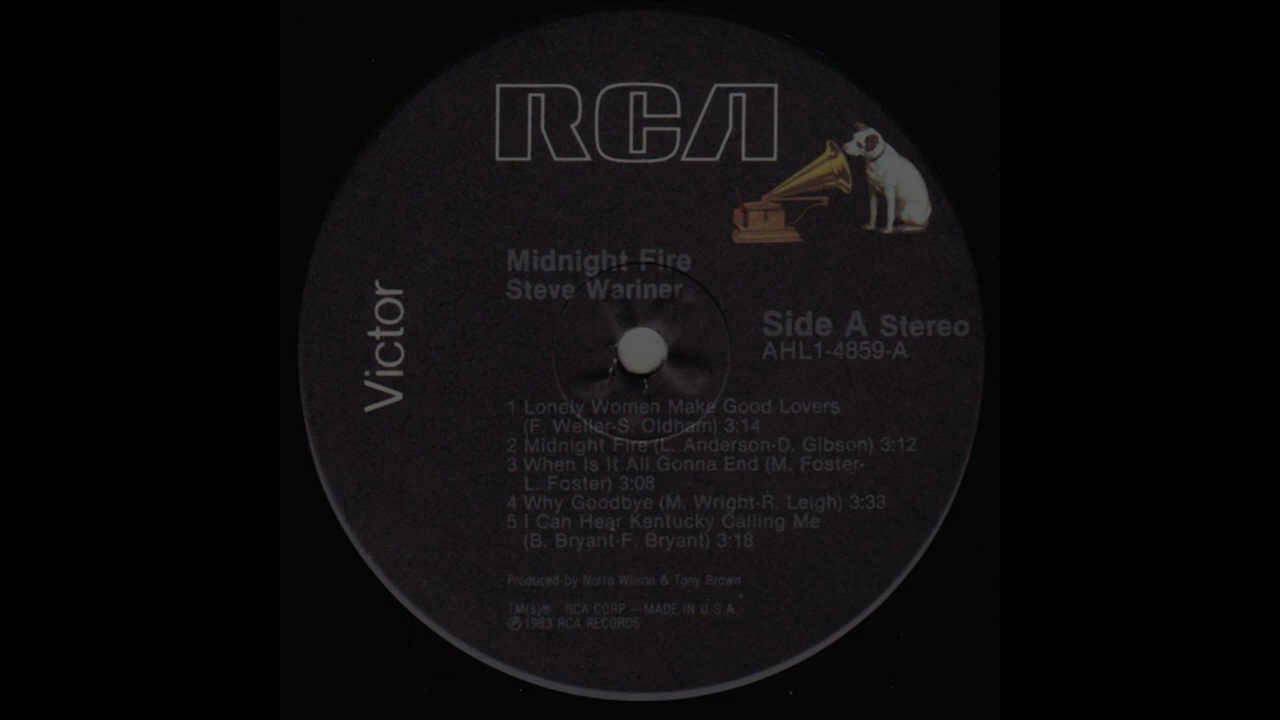 RCA
Victor
Midnight Fire
Steve Wariner
Side A Stereo
AHL1-4859-A
1 Lonely Women Make Good Lovers
(F. Weller-S. Oldham) 3:14
2 Midnight Fire (L. Anderson-D. Gibson) 3:12
3 When Is It All Gonna End (M. Foster-
L. Foster) 3:08
4 Why Goodbye (M. Wright-R. Leigh) 3:33
5 I Can Hear Kentucky Calling Me
(B. Bryant-F. Bryant) 3:18
Produced by Norro Wilson & Tony Brown
TM(s)® RCA CORP.—MADE IN U.S.A.
℗ 1983 RCA RECORDS